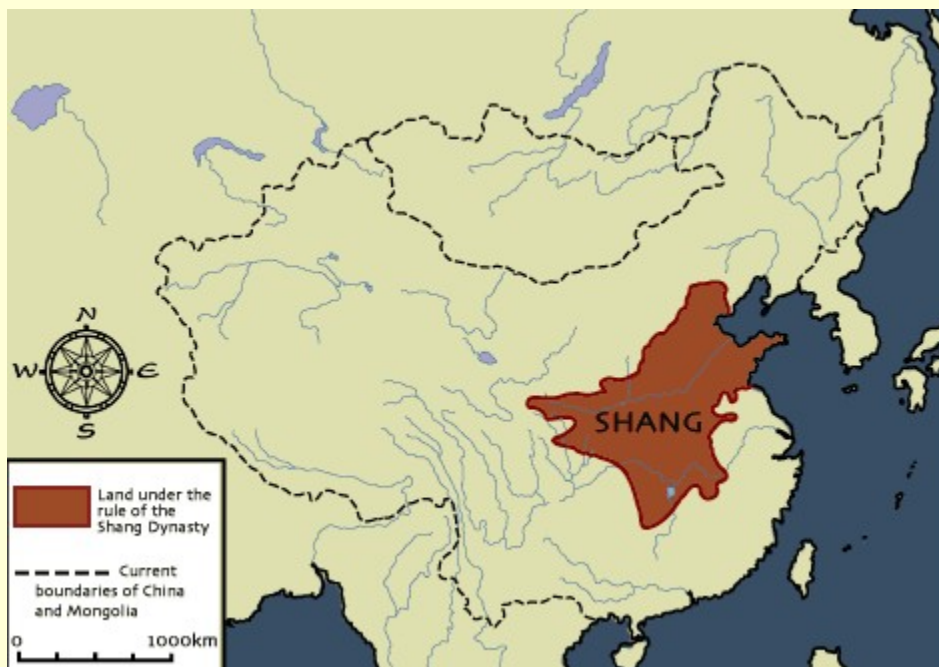 N
W E
S
SHANG
Land under the
rule of the
Shang Dynasty
Current
boundaries of China
and Mongolia
0 1000km